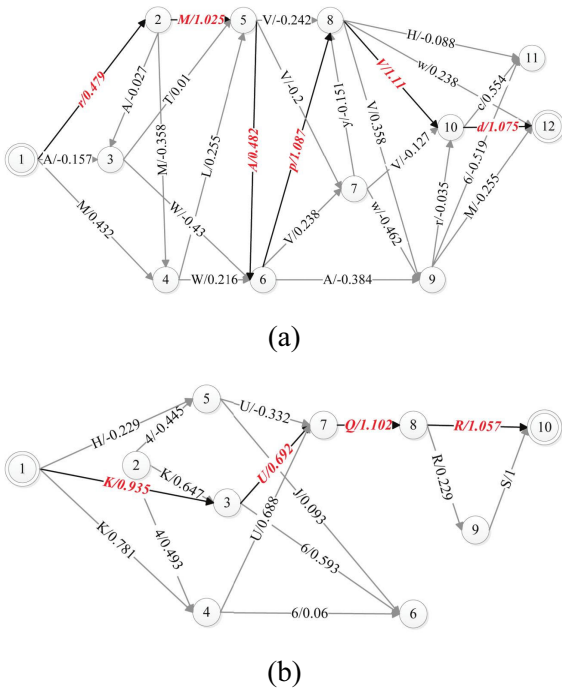 2
M/1.025
5
V/-0.242
8
H/-0.088
11
r/0.479
A/-0.027
T/0.01
V/-0.2
y/-0.151
V/1.11
w/0.238
c/0.554
1
A/-0.157
3
M/-0.358
L/0.255
A/0.482
p/1.087
V/0.358
10
d/1.075
12
M/0.432
W/-0.43
V/0.238
7
V/-0.127
w/-0.462
r/-0.035
6/-0.519
M/-0.255
4
W/0.216
6
A/-0.384
9
(a)
5
U/-0.332
7
Q/1.102
8
R/1.057
10
H/-0.229
4/-0.445
1
2
K/0.935
K/0.647
3
U/0.692
J/0.093
R/0.229
S/1
9
K/0.781
4/0.493
U/0.688
6/0.593
4
6/0.06
6
(b)